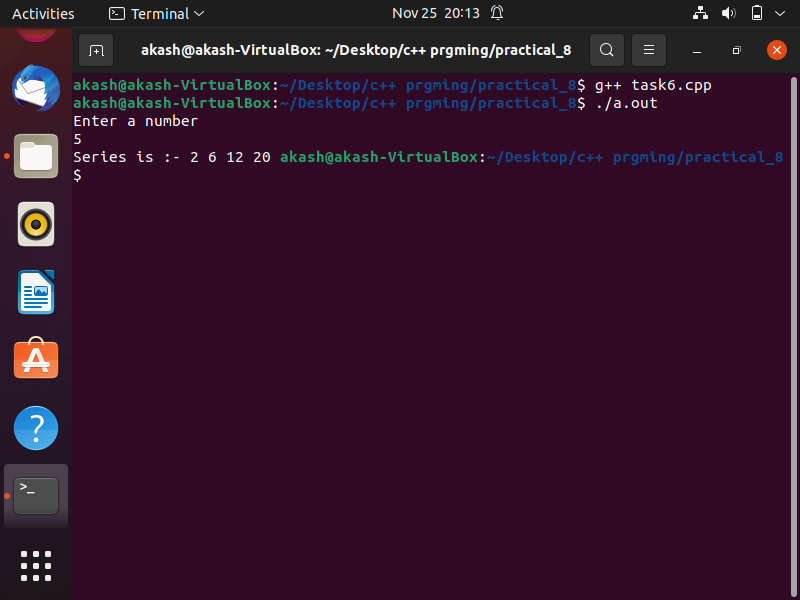 Activities Terminal Nov 25 20:13
akash@akash-VirtualBox: ~/Desktop/c++ prgming/practical_8
akash@akash-VirtualBox:~/Desktop/c++ prgming/practical_8$ g++ task6.cpp
akash@akash-VirtualBox:~/Desktop/c++ prgming/practical_8$ ./a.out
Enter a number
5
Series is :- 2 6 12 20 akash@akash-VirtualBox:~/Desktop/c++ prgming/practical_8
$